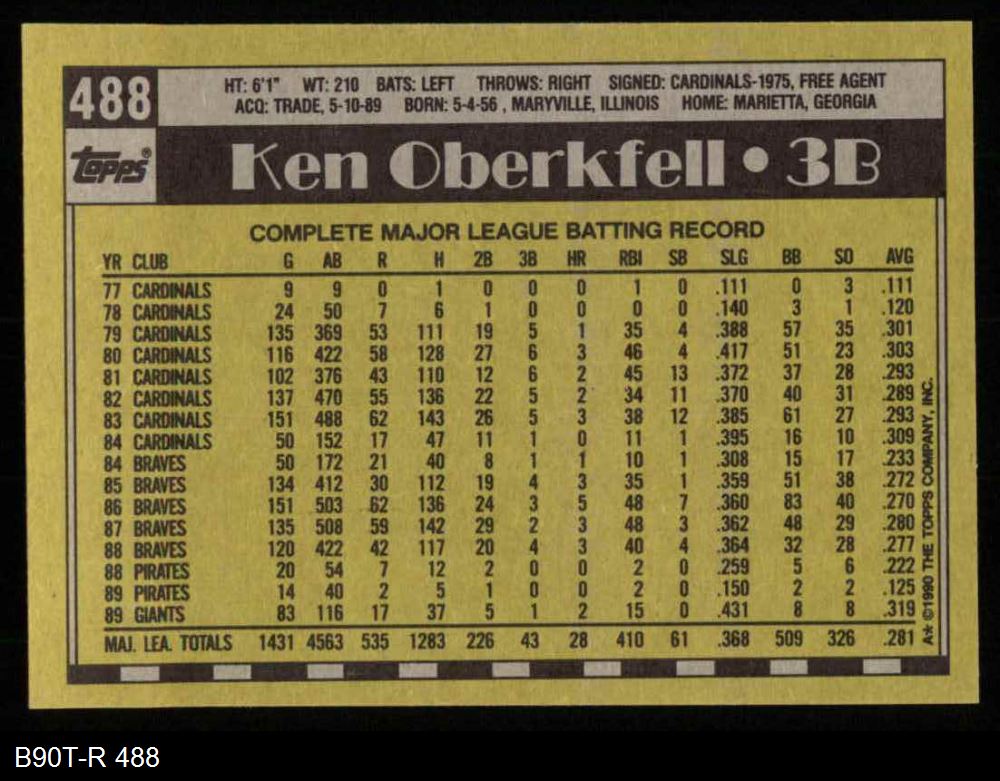 488
HT: 6'1" WT: 210 BATS: LEFT THROWS: RIGHT SIGNED: CARDINALS-1975, FREE AGENT
ACQ: TRADE, 5-10-89 BORN: 5-4-56 , MARYVILLE, ILLINOIS HOME: MARIETTA, GEORGIA
Topps®
Ken Oberkfell • 3B
COMPLETE MAJOR LEAGUE BATTING RECORD
YR CLUB G AB R H 2B 3B HR RBI SB SLG BB SO AVG
77 CARDINALS 9 9 0 1 0 0 0 1 0 .111 0 3 .111
78 CARDINALS 24 50 7 6 1 0 0 0 0 .140 3 1 .120
79 CARDINALS 135 369 53 111 19 5 1 35 4 .388 57 35 .301
80 CARDINALS 116 422 58 128 27 6 3 46 4 .417 51 23 .303
81 CARDINALS 102 376 43 110 12 6 2 45 13 .372 37 28 .293
82 CARDINALS 137 470 55 136 22 5 2 34 11 .370 40 31 .289
83 CARDINALS 151 488 62 143 26 5 3 38 12 .385 61 27 .293
84 CARDINALS 50 152 17 47 11 1 0 11 1 .395 16 10 .309
84 BRAVES 50 172 21 40 8 1 1 10 1 .308 15 17 .233
85 BRAVES 134 412 30 112 19 4 3 35 1 .359 51 38 .272
86 BRAVES 151 503 62 136 24 3 5 48 7 .360 83 40 .270
87 BRAVES 135 508 59 142 29 2 3 48 3 .362 48 29 .280
88 BRAVES 120 422 42 117 20 4 3 40 4 .364 32 28 .277
88 PIRATES 20 54 7 12 2 0 0 2 0 .259 5 6 .222
89 PIRATES 14 40 2 5 1 0 0 2 0 .150 2 2 .125
89 GIANTS 83 116 17 37 5 1 2 15 0 .431 8 8 .319
MAJ. LEA. TOTALS 1431 4563 535 1283 226 43 28 410 61 .368 509 326 .281
A✶ ©1990 THE TOPPS COMPANY, INC.
B90T-R 488